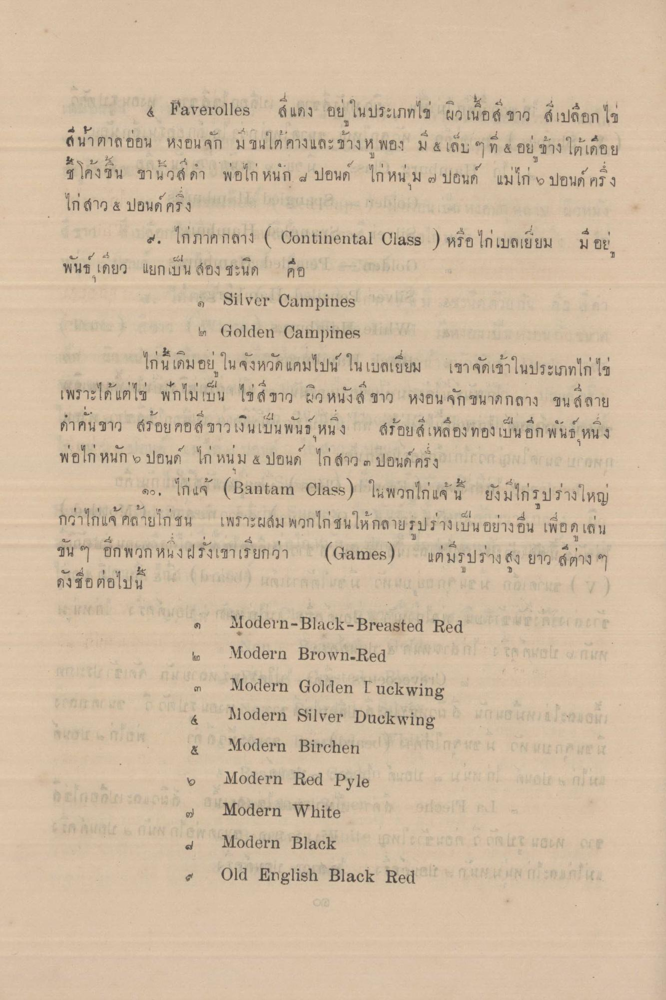 ๔ Faverolles สีแดง อยู่ในประเภทไข่ ผิวเนื้อสีขาว สีเปลือกไข่
สีน้ำตาลอ่อน หงอนจัก มีขนใต้คางและข้างหูพอง มี ๕ เล็บ ๆ ที่ ๕ อยู่ข้างใต้เดือย
ชี้โค้งขึ้น ขานิ้วสีดำ พ่อไก่หนัก ๘ ปอนด์ ไก่หนุ่ม ๗ ปอนด์ แม่ไก่ ๖ ปอนด์ครึ่ง
ไก่สาว ๕ ปอนด์ครึ่ง
๙. ไก่ภาคกลาง ( Continental Class ) หรือไก่เบลเยี่ยม มีอยู่
พันธุ์เดียว แยกเป็นสองชะนิด คือ
๑ Silver Campines
๒ Golden Campines
ไก่นี้เดิมอยู่ในจังหวัดแคมไปน์ ในเบลเยี่ยม เขาจัดเข้าในประเภทไก่ไข่
เพราะได้แต่ไข่ ฟักไม่เป็น ไข่สีขาว ผิวหนังสีขาว หงอนจักขนาดกลาง ขนสีลาย
ดำคั่นขาว สร้อยคอสีขาวเงินเป็นพันธุ์หนึ่ง สร้อยสีเหลืองทองเป็นอีกพันธุ์หนึ่ง
พ่อไก่หนัก ๖ ปอนด์ ไก่หนุ่ม ๕ ปอนด์ ไก่สาว ๓ ปอนด์ครึ่ง
๑๐. ไก่แจ้ (Bantam Class) ในพวกไก่แจ้นี้ ยังมีไก่รูปร่างใหญ่
กว่าไก่แจ้คล้ายไก่ชน เพราะผสมพวกไก่ชนให้กลายรูปร่างเป็นอย่างอื่น เพื่อดูเล่น
ขัน ๆ อีกพวกหนึ่งฝรั่งเขาเรียกว่า (Games) แต่มีรูปร่างสูง ยาว สีต่าง ๆ
ดังชื่อต่อไปนี้
๑ Modern-Black-Breasted Red
๒ Modern Brown-Red
๓ Modern Golden Duckwing
๔ Modern Silver Duckwing
๕ Modern Birchen
๖ Modern Red Pyle
๗ Modern White
๘ Modern Black
๙ Old English Black Red